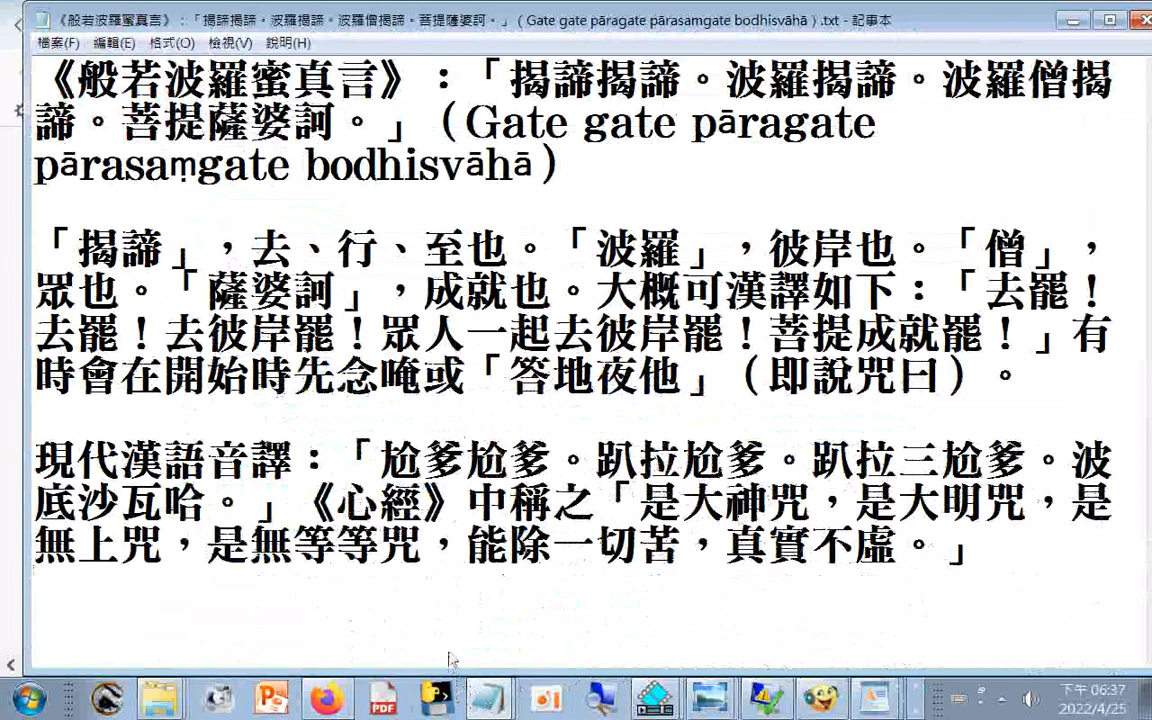 《般若波羅蜜真言》:「揭諦揭諦。波羅揭諦。波羅僧揭諦。菩提薩婆訶。」(Gate gate pāragate pārasaṃgate bodhisvāhā).txt - 記事本
檔案(F) 編輯(E) 格式(O) 檢視(V) 說明(H)
《般若波羅蜜真言》:「揭諦揭諦。波羅揭諦。波羅僧揭
諦。菩提薩婆訶。」(Gate gate pāragate
pārasaṃgate bodhisvāhā)
「揭諦」,去、行、至也。「波羅」,彼岸也。「僧」,
眾也。「薩婆訶」,成就也。大概可漢譯如下:「去罷!
去罷!去彼岸罷!眾人一起去彼岸罷!菩提成就罷!」有
時會在開始時先念唵或「答地夜他」(即說咒曰)。
現代漢語音譯:「尬爹尬爹。趴拉尬爹。趴拉三尬爹。波
底沙瓦哈。」《心經》中稱之「是大神咒,是大明咒,是
無上咒,是無等等咒,能除一切苦,真實不虛。」
下午 06:37
2022/4/25